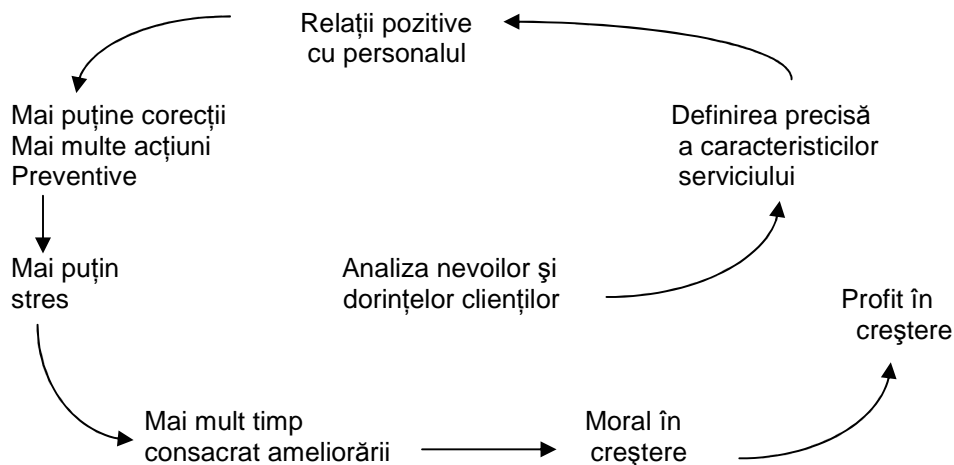 Relații pozitive
cu personalul
Mai puține corecții
Mai multe acțiuni
Preventive
Definirea precisă
a caracteristicilor
serviciului
Mai puțin
stres
Analiza nevoilor şi
dorințelor clienților
Profit în
creştere
Mai mult timp
consacrat ameliorării
Moral în
creştere